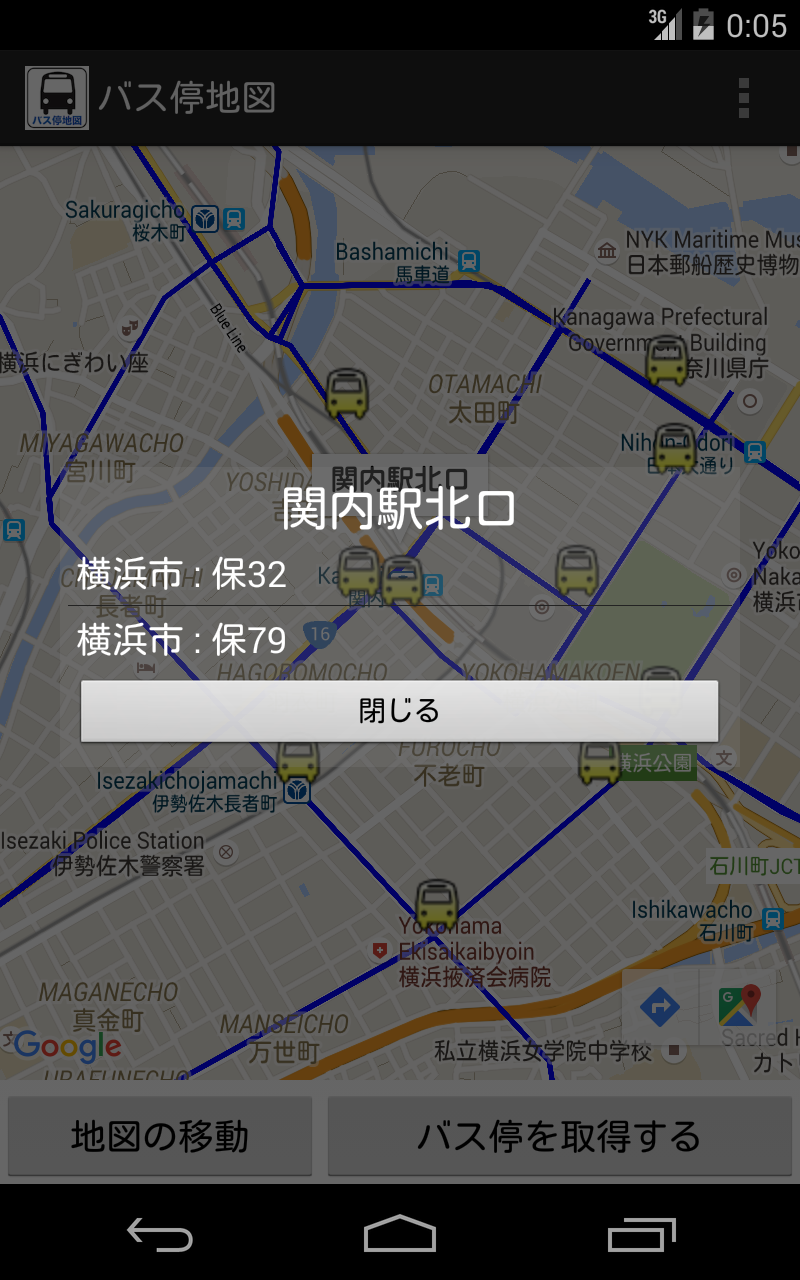 3G
0:05
バス停地図
バス停地図
Sakuragicho
桜木町
Bashamichi
馬車道
NYK Maritime Mus
日本郵船歴史博物
Blue Line
Kanagawa Prefectural
Government Building
奈川県庁
横浜にぎわい座
OTAMACHI
太田町
MIYAGAWACHO
宮川町
関内駅北口
関内駅北口
横浜市 : 保32
長者町
関内
Yoko
Naka
横浜市
16
横浜市 : 保79
HAGOROMOCHO
YOKOHAMAKOEN
閉じる
FUROCHO
不老町
横浜公園
Isezakichojamachi
伊勢佐木長者町
Isezaki Police Station
伊勢佐木警察署
石川町JCT
Ishikawacho
石川町
Yokohama
Ekisaikaibyoin
横浜掖済会病院
MAGANECHO
真金町
MANSEICHO
万世町
Google
G
私立横浜女学院中学校
Sacred H
カト
地図の移動
バス停を取得する